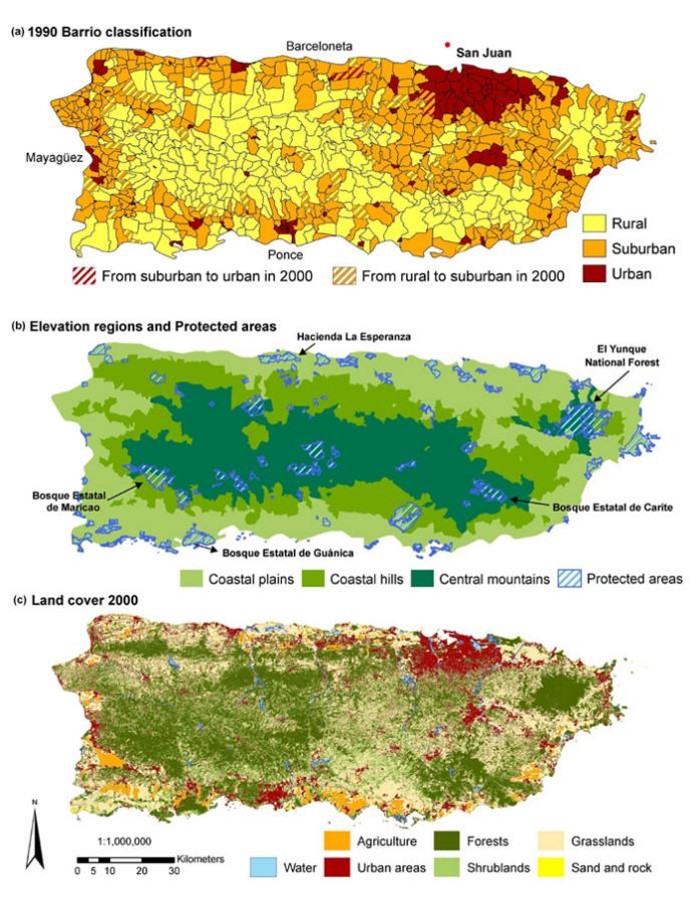 (a) 1990 Barrio classification
Barceloneta
San Juan
Mayagüez
Ponce
Rural
Suburban
Urban
From suburban to urban in 2000
From rural to suburban in 2000
(b) Elevation regions and Protected areas
Hacienda La Esperanza
El Yunque
National Forest
Bosque Estatal
de Maricao
Bosque Estatal de Carite
Bosque Estatal de Guánica
Coastal plains
Coastal hills
Central mountains
Protected areas
(c) Land cover 2000
N
1:1,000,000
Kilometers
0 5 10 20 30
Agriculture
Forests
Grasslands
Water
Urban areas
Shrublands
Sand and rock